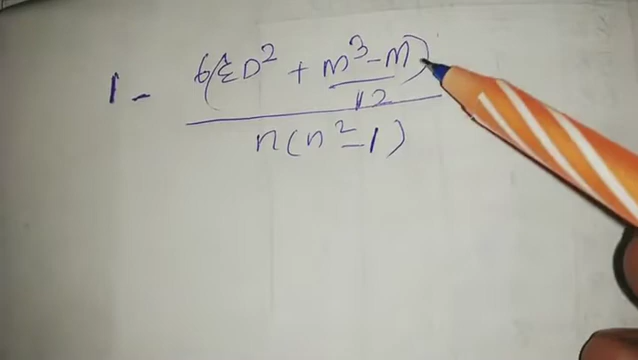 1 - 6(ΣD² + m³-m/12)
n(n²-1)